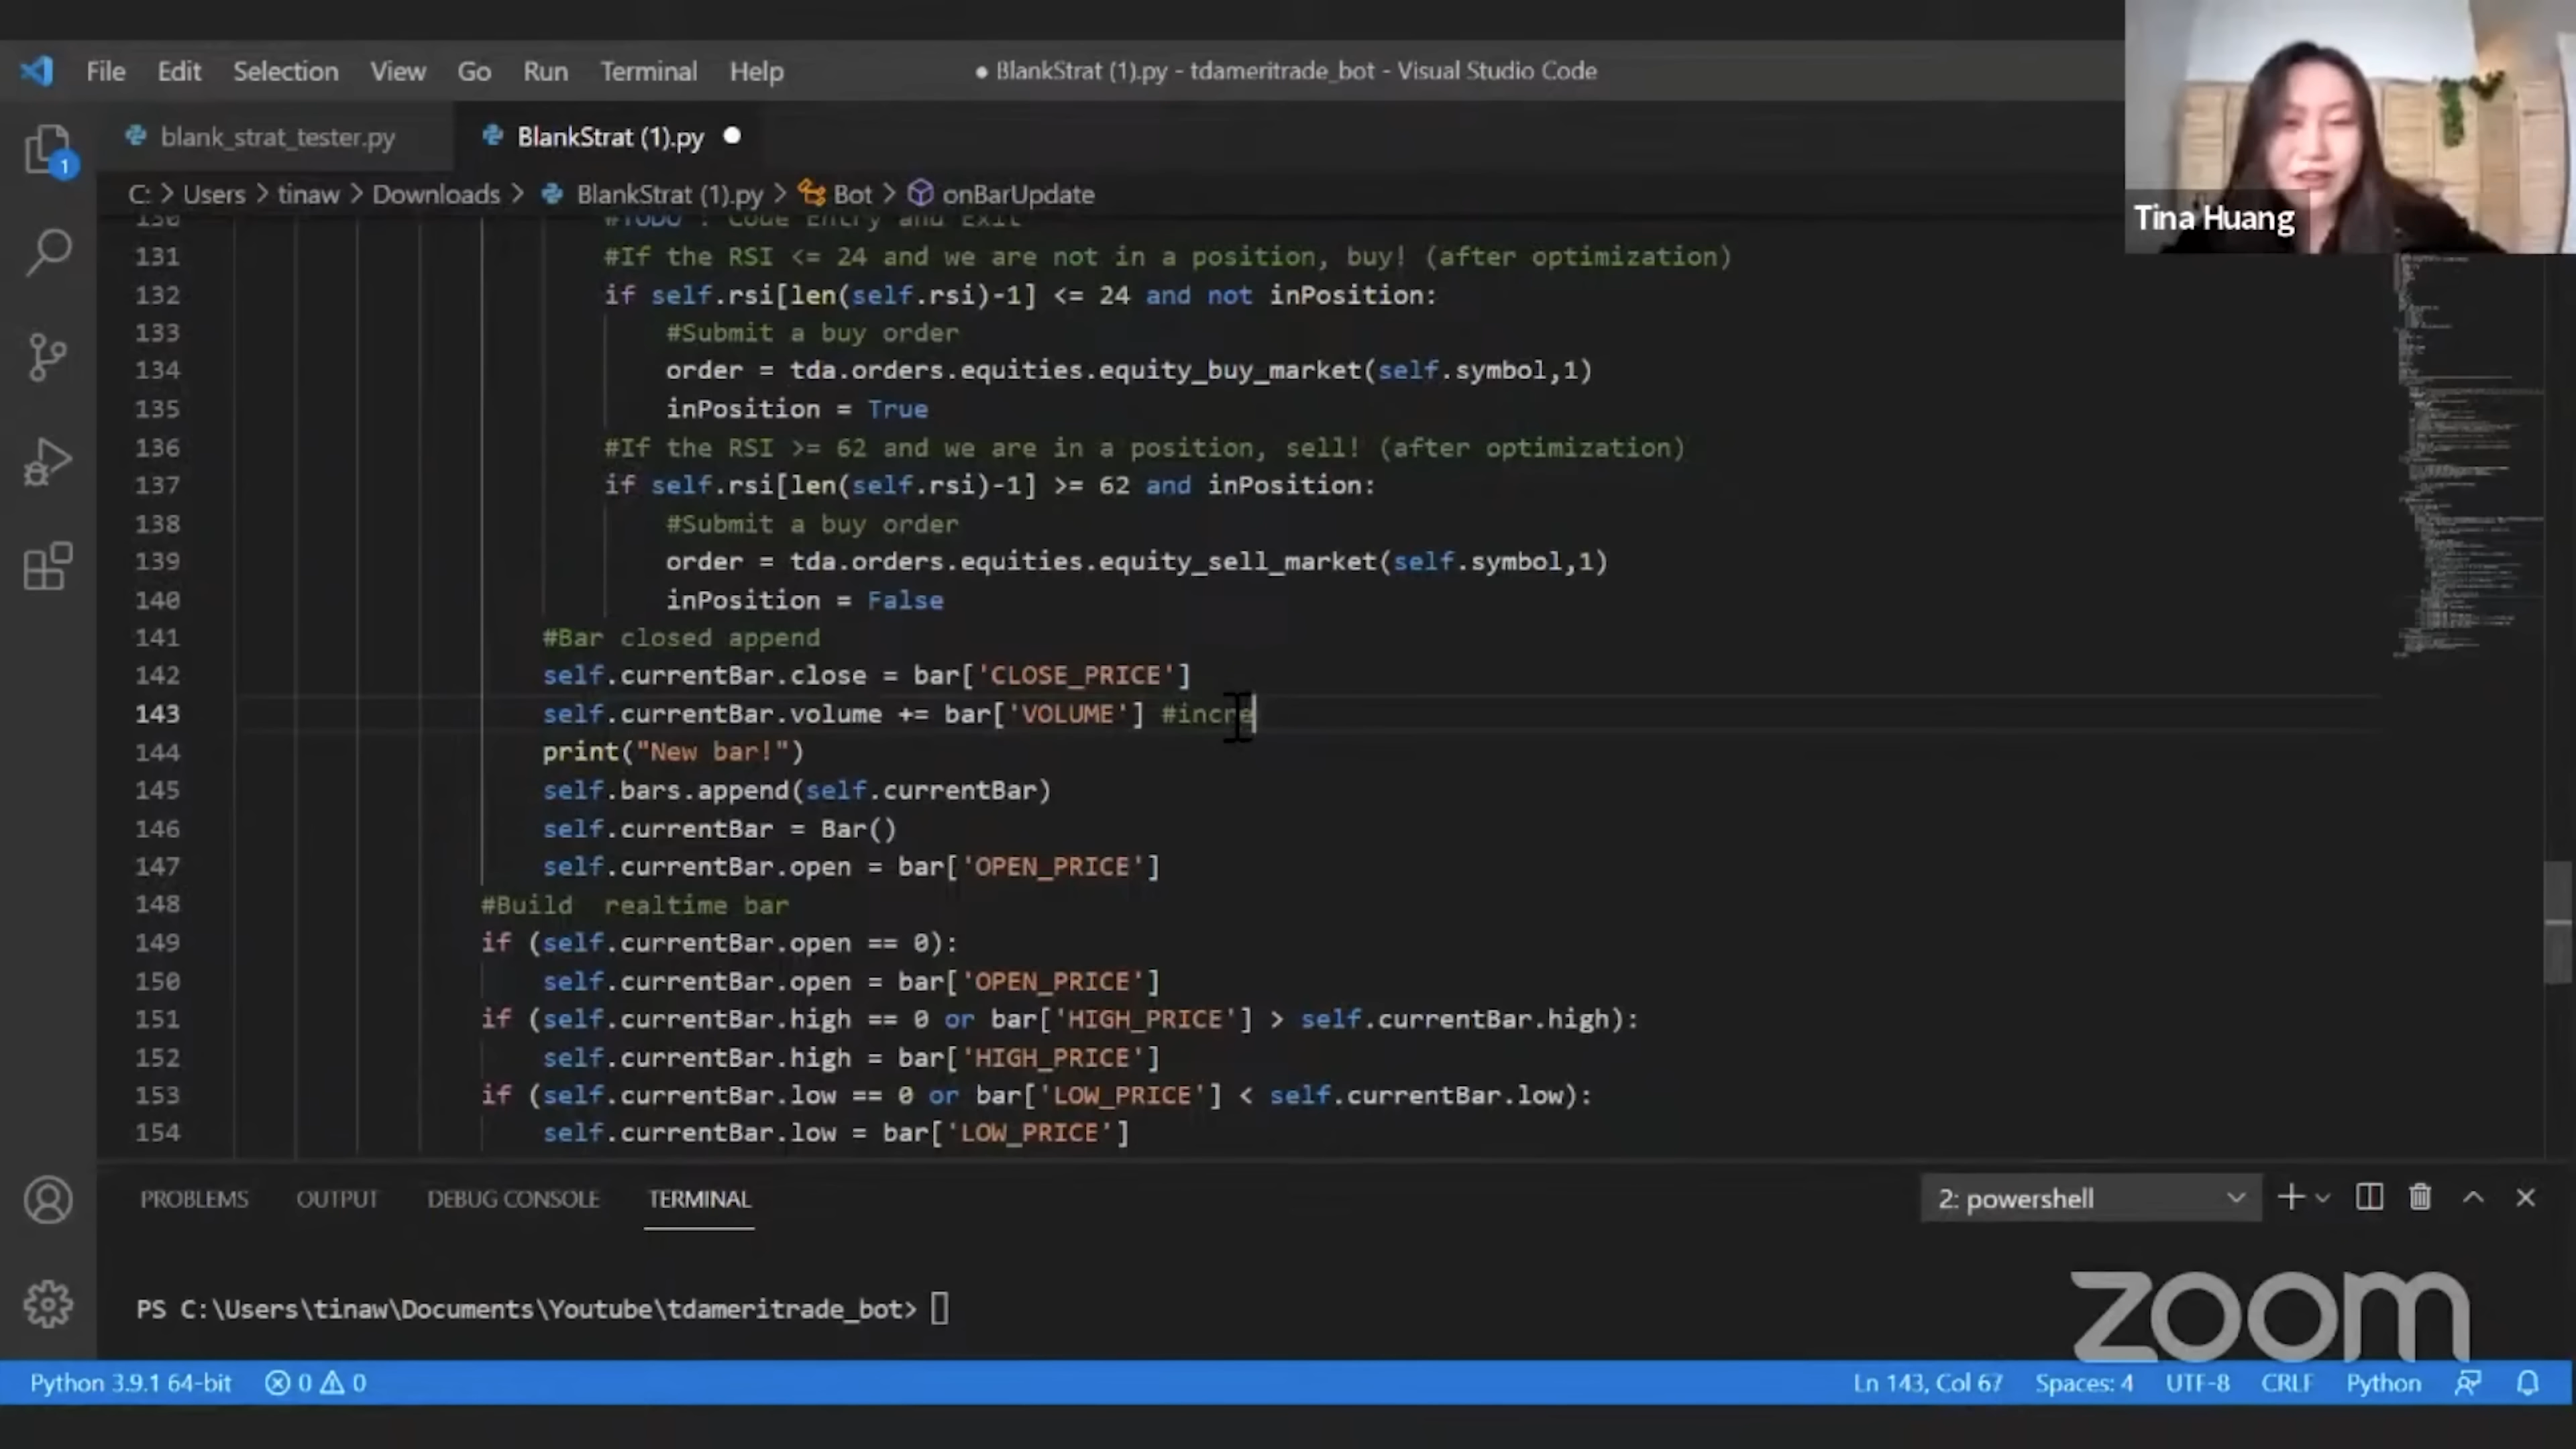 File Edit Selection View Go Run Terminal Help
● BlankStrat (1).py - tdameritrade_bot - Visual Studio Code
Tina Huang
blank_strat_tester.py
BlankStrat (1).py
1
C: > Users > tinaw > Downloads > BlankStrat (1).py > Bot > onBarUpdate
130 #TODO : Code Entry and Exit
131 #If the RSI <= 24 and we are not in a position, buy! (after optimization)
132 if self.rsi[len(self.rsi)-1] <= 24 and not inPosition:
133 #Submit a buy order
134 order = tda.orders.equities.equity_buy_market(self.symbol,1)
135 inPosition = True
136 #If the RSI >= 62 and we are in a position, sell! (after optimization)
137 if self.rsi[len(self.rsi)-1] >= 62 and inPosition:
138 #Submit a buy order
139 order = tda.orders.equities.equity_sell_market(self.symbol,1)
140 inPosition = False
141 #Bar closed append
142 self.currentBar.close = bar['CLOSE_PRICE']
143 self.currentBar.volume += bar['VOLUME'] #incre
144 print("New bar!")
145 self.bars.append(self.currentBar)
146 self.currentBar = Bar()
147 self.currentBar.open = bar['OPEN_PRICE']
148 #Build  realtime bar
149 if (self.currentBar.open == 0):
150 self.currentBar.open = bar['OPEN_PRICE']
151 if (self.currentBar.high == 0 or bar['HIGH_PRICE'] > self.currentBar.high):
152 self.currentBar.high = bar['HIGH_PRICE']
153 if (self.currentBar.low == 0 or bar['LOW_PRICE'] < self.currentBar.low):
154 self.currentBar.low = bar['LOW_PRICE']
PROBLEMS OUTPUT DEBUG CONSOLE TERMINAL
2: powershell
PS C:\Users\tinaw\Documents\Youtube\tdameritrade_bot>
zoom
Python 3.9.1 64-bit 0 0
Ln 143, Col 67 Spaces: 4 UTF-8 CRLF Python